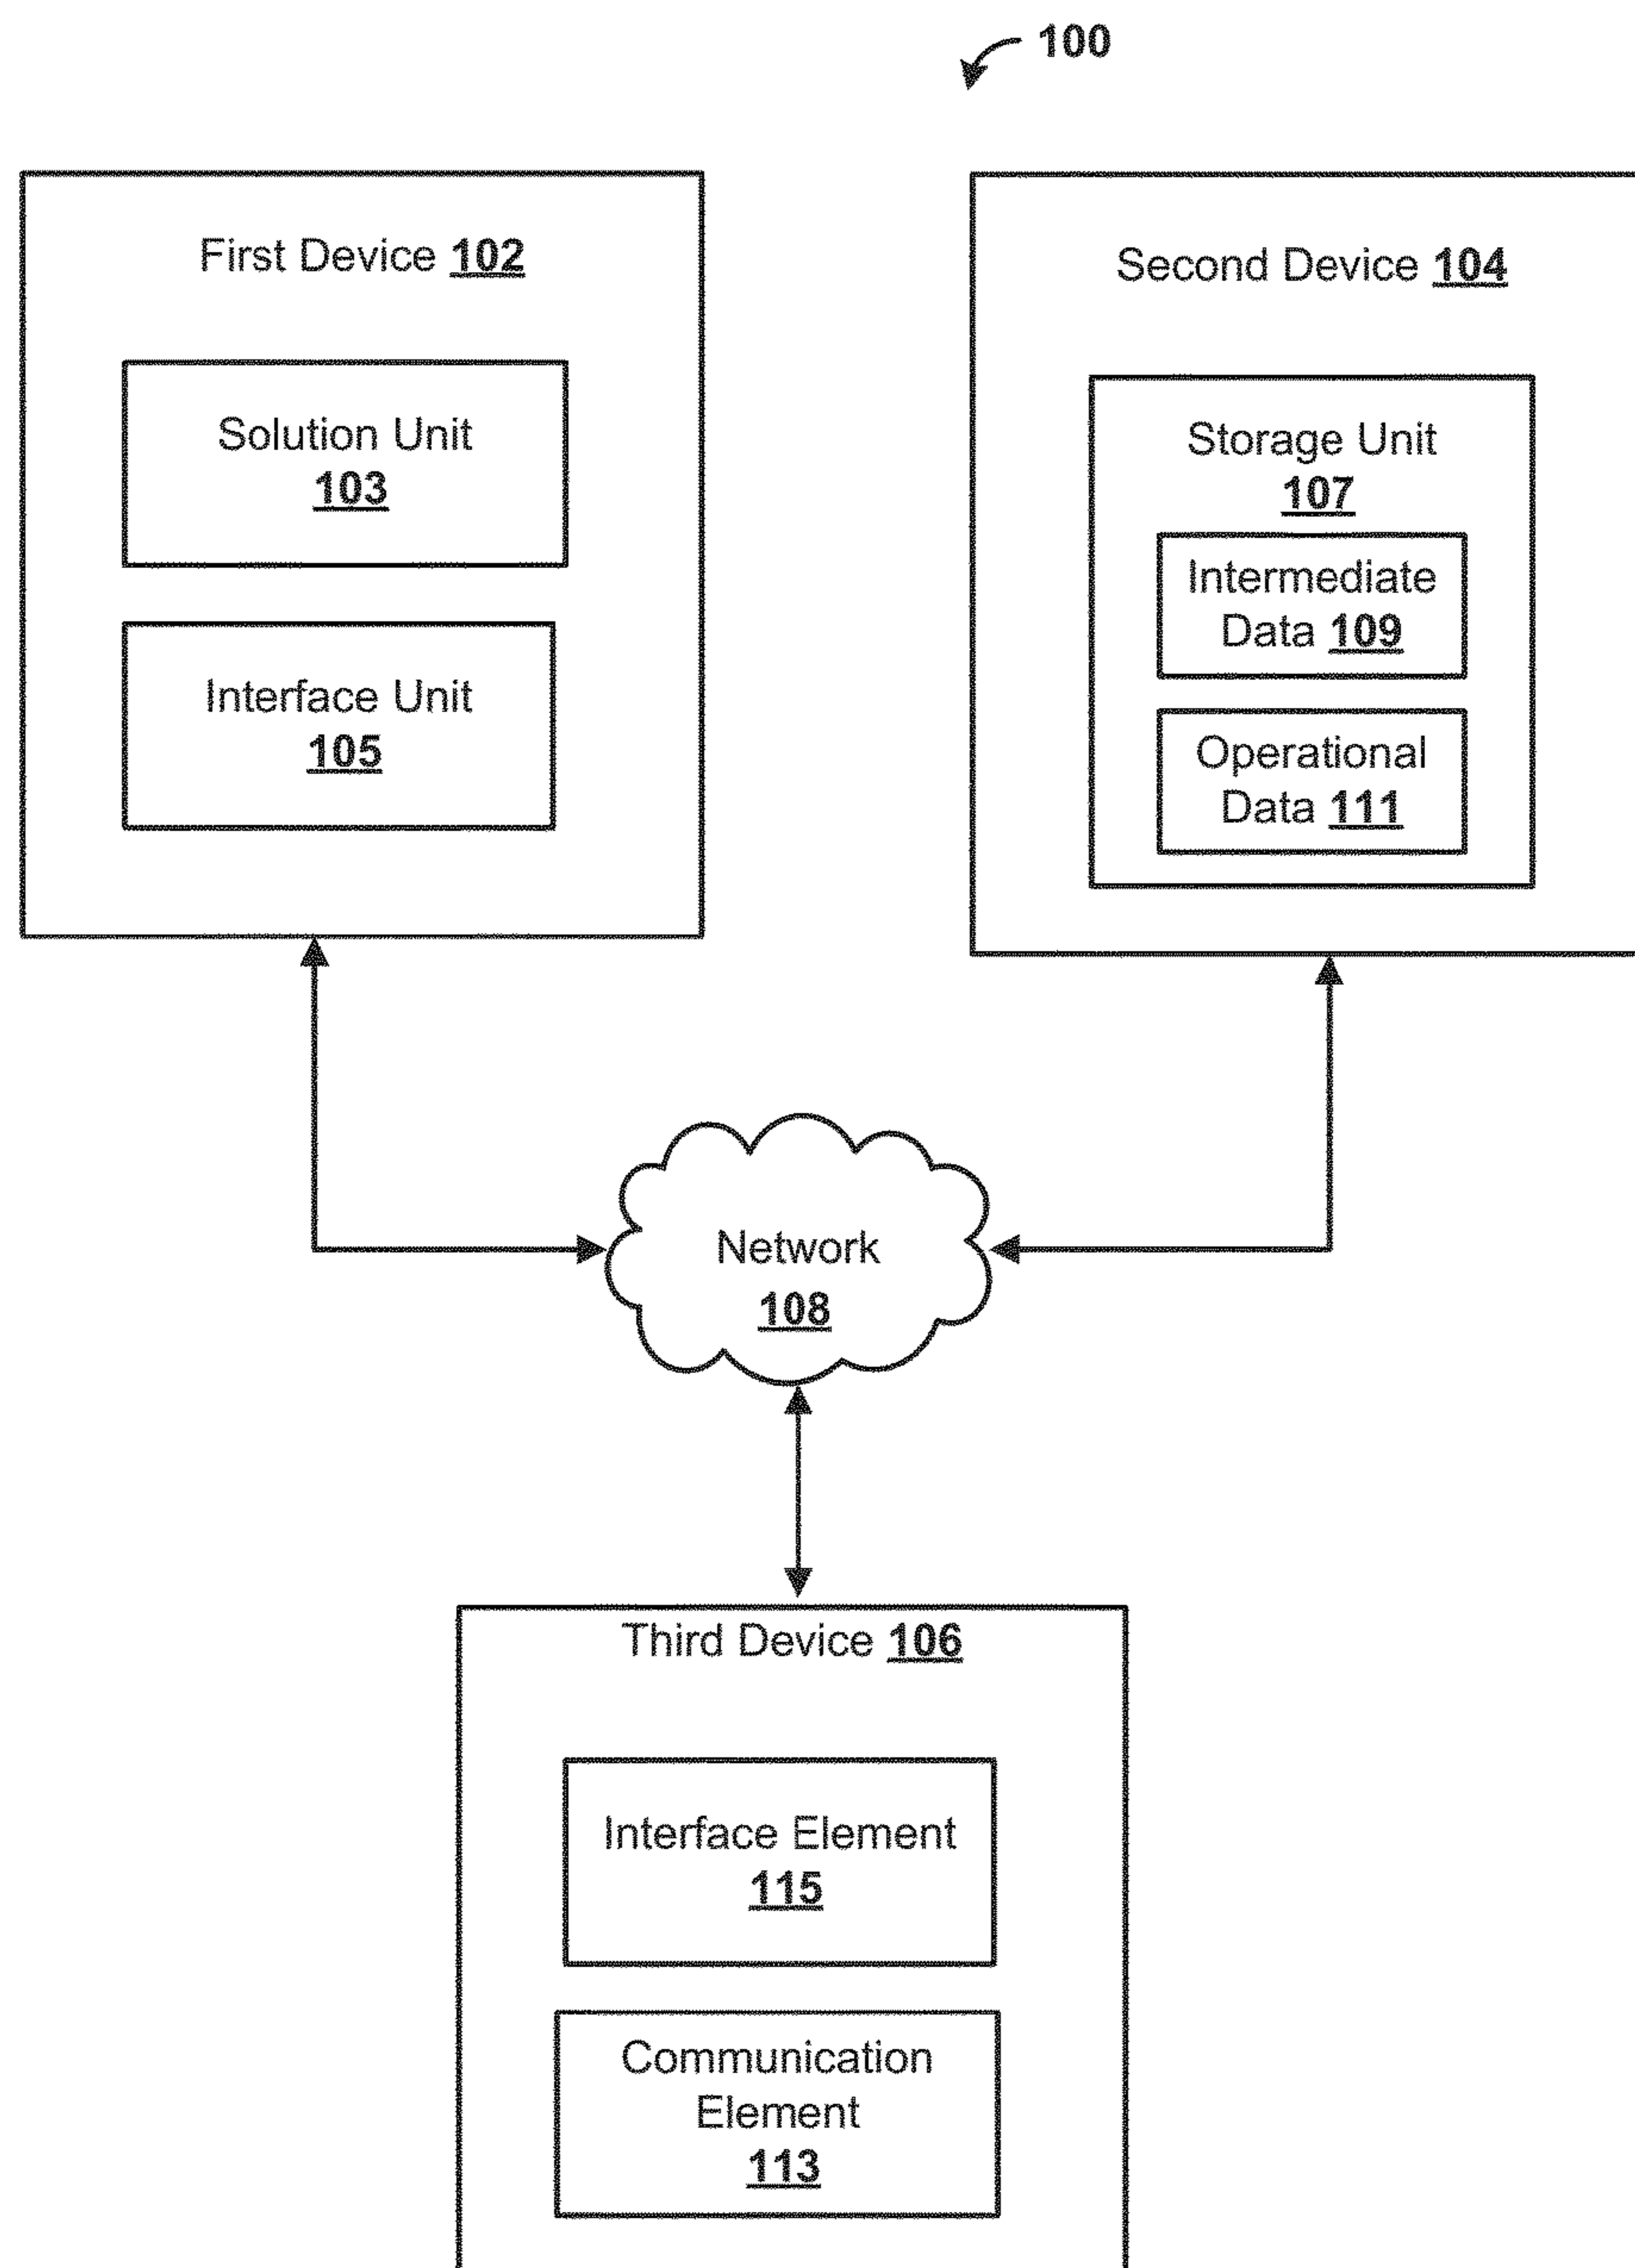 100
First Device 102
Solution Unit
103
Interface Unit
105
Second Device 104
Storage Unit
107
Intermediate
Data 109
Operational
Data 111
Network
108
Third Device 106
Interface Element
115
Communication
Element
113